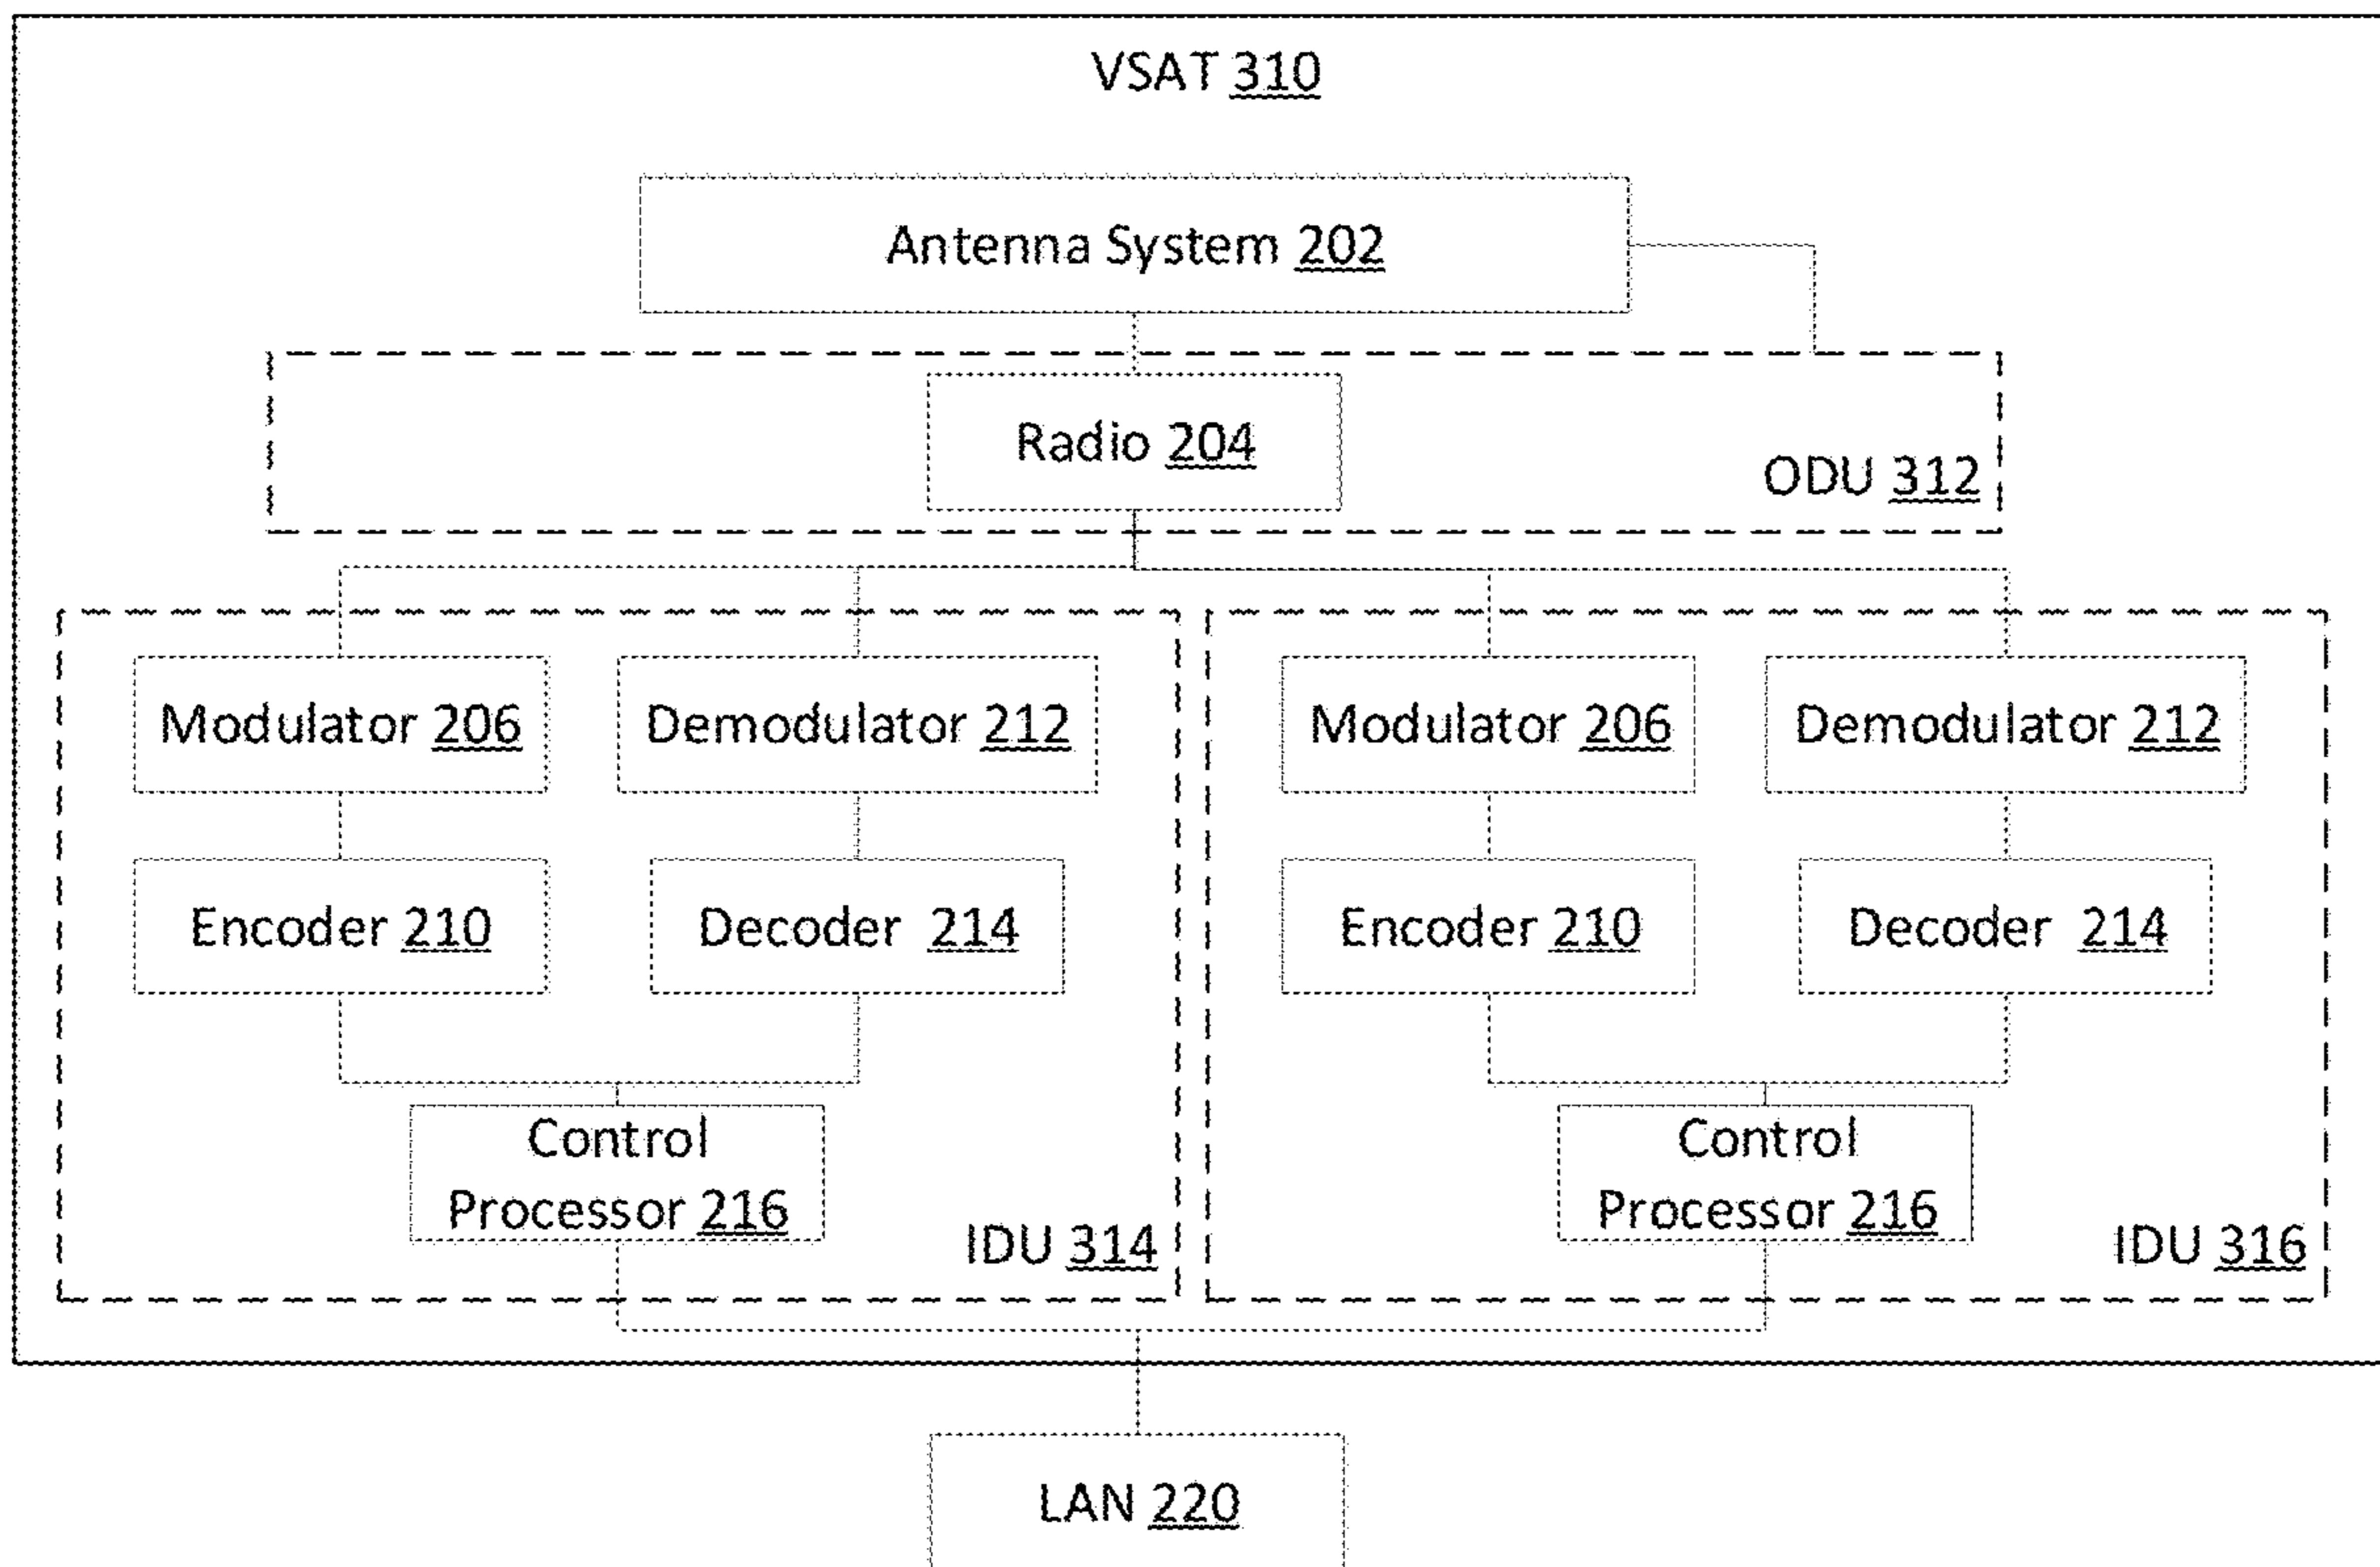 VSAT 310
Antenna System 202
Radio 204
ODU 312
Modulator 206
Demodulator 212
Modulator 206
Demodulator 212
Encoder 210
Decoder 214
Encoder 210
Decoder 214
Control
Processor 216
IDU 314
Control
Processor 216
IDU 316
LAN 220